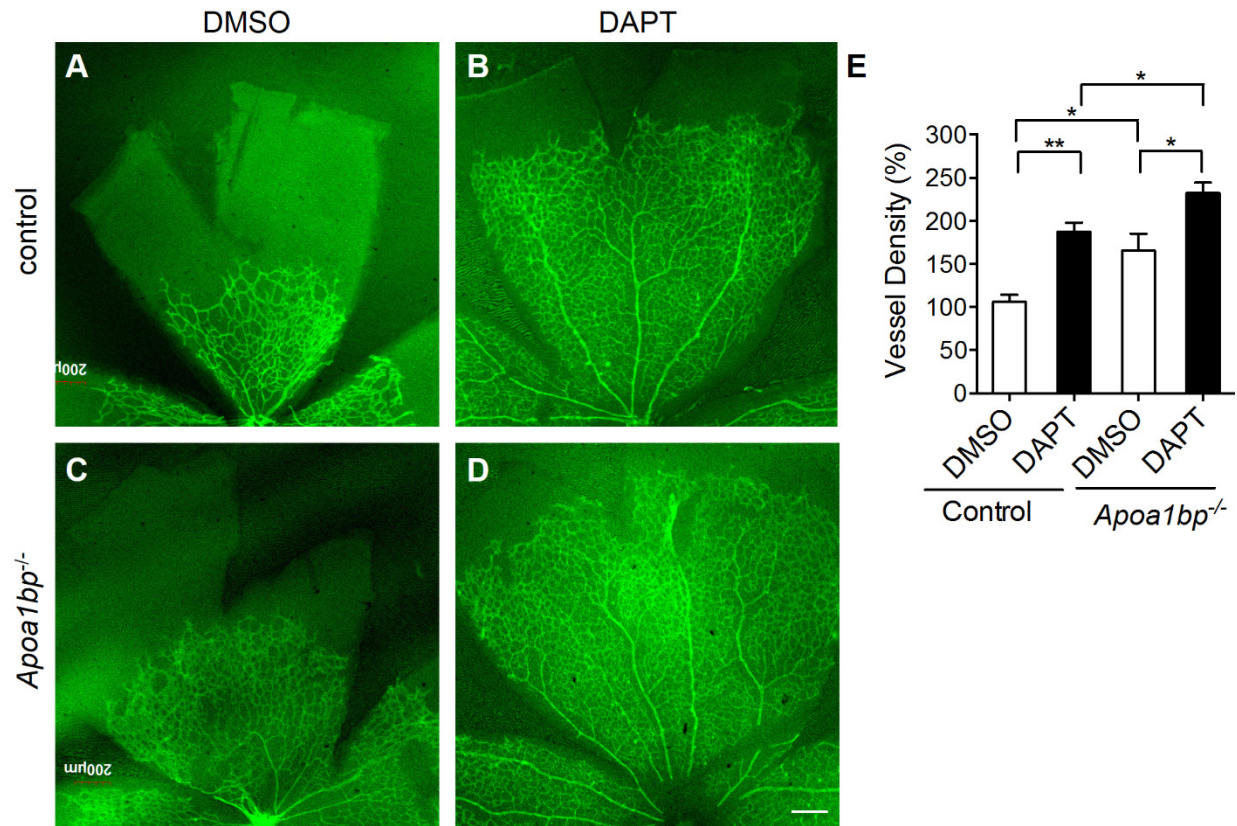 DMSO
DAPT
control
Apoa1bp-/-
A
B
C
D
E
200µ
200µm
*
*
**
*
Vessel Density (%)
300
250
200
150
100
50
0
DMSO
DAPT
DMSO
DAPT
Control
Apoa1bp-/-